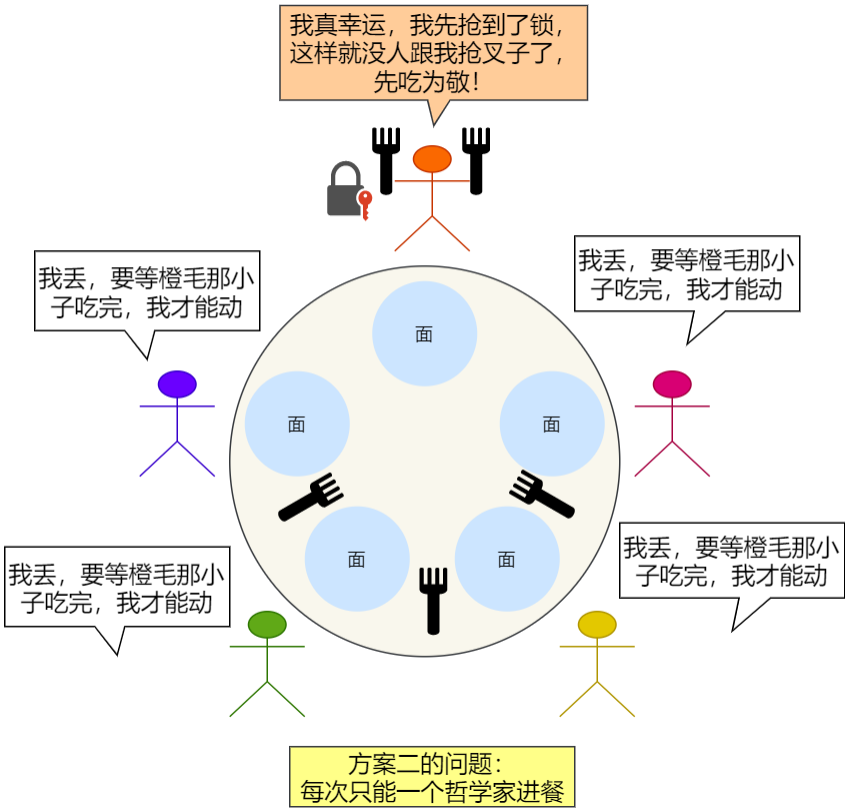 我真幸运，我先抢到了锁，
这样就没人跟我抢叉子了，
先吃为敬！
我丢，要等橙毛那小
子吃完，我才能动
我丢，要等橙毛那小
子吃完，我才能动
面
面
面
我丢，要等橙毛那小
子吃完，我才能动
我丢，要等橙毛那小
子吃完，我才能动
面
面
方案二的问题：
每次只能一个哲学家进餐